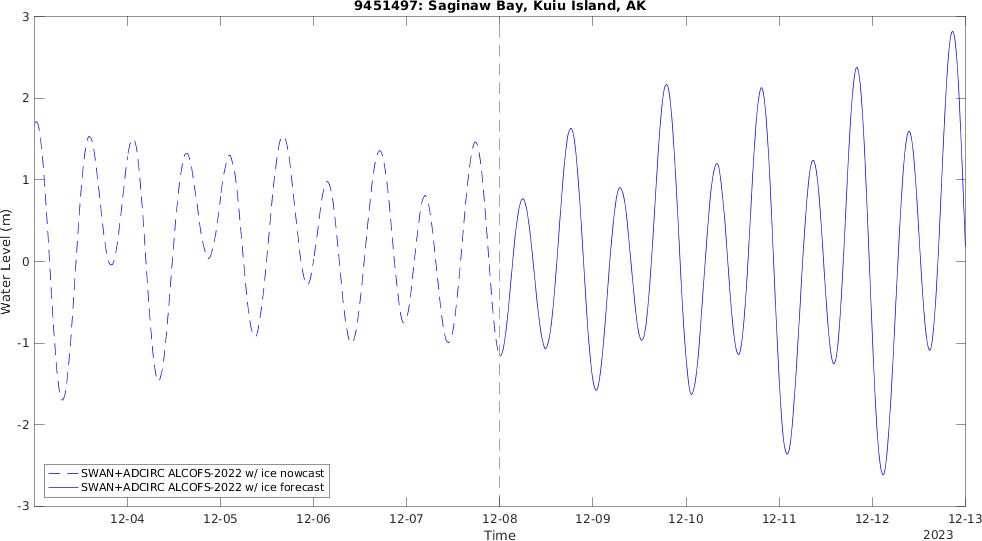 9451497: Saginaw Bay, Kuiu Island, AK
3
2
1
0
-1
-2
-3
Water Level (m)
SWAN+ADCIRC ALCOFS-2022 w/ ice nowcast
SWAN+ADCIRC ALCOFS-2022 w/ ice forecast
12-04 12-05 12-06 12-07 12-08 12-09 12-10 12-11 12-12 12-13
Time
2023